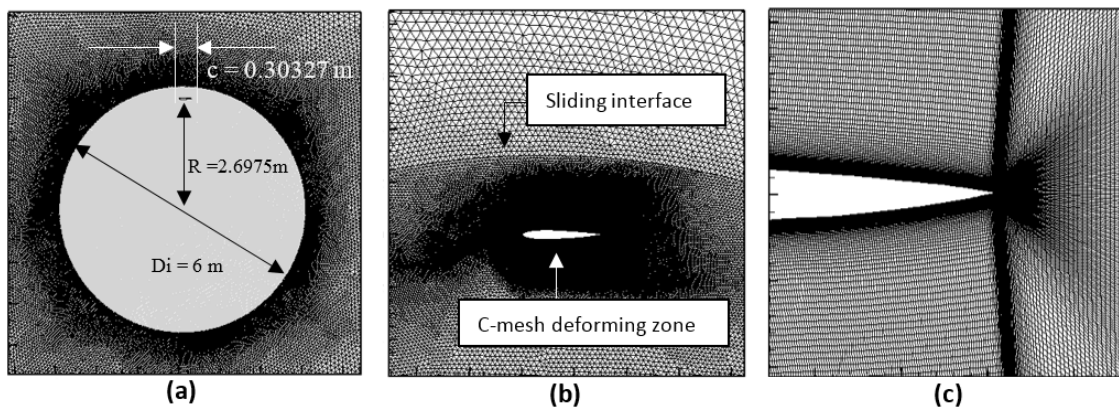 c = 0.30327 m
R =2.6975m
Di = 6 m
(a)
Sliding interface
C-mesh deforming zone
(b)
(c)